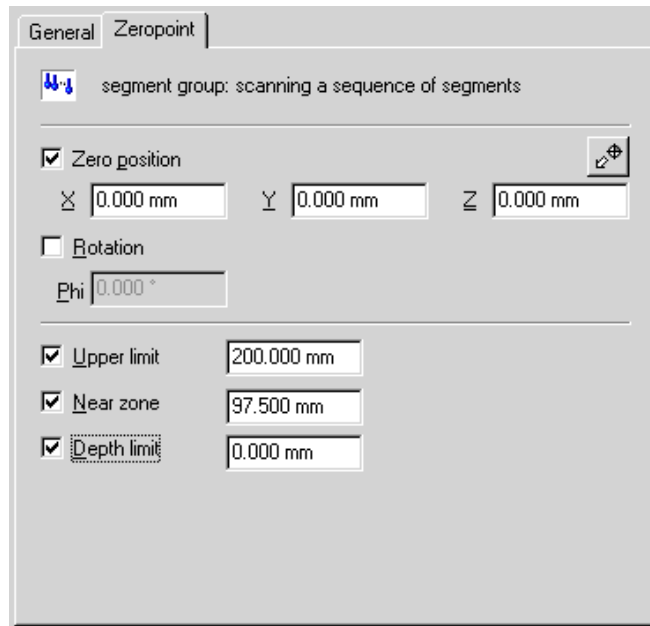 General Zeropoint
segment group: scanning a sequence of segments
Zero position
X 0.000 mm Y 0.000 mm Z 0.000 mm
Rotation
Phi 0.000 °
Upper limit 200.000 mm
Near zone 97.500 mm
Depth limit 0.000 mm